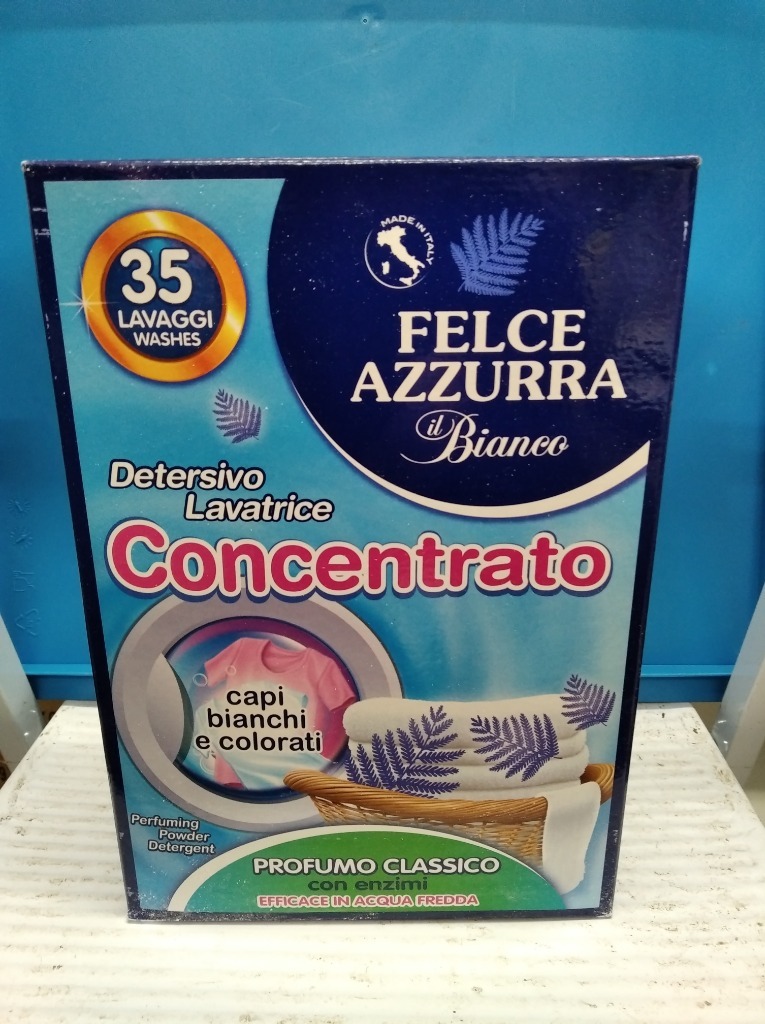 35
LAVAGGI
WASHES
MADE IN ITALY
FELCE
AZZURRA
il Bianco
Detersivo
Lavatrice
Concentrato
capi
bianchi
e colorati
Perfuming
Powder
Detergent
PROFUMO CLASSICO
con enzimi
EFFICACE IN ACQUA FREDDA